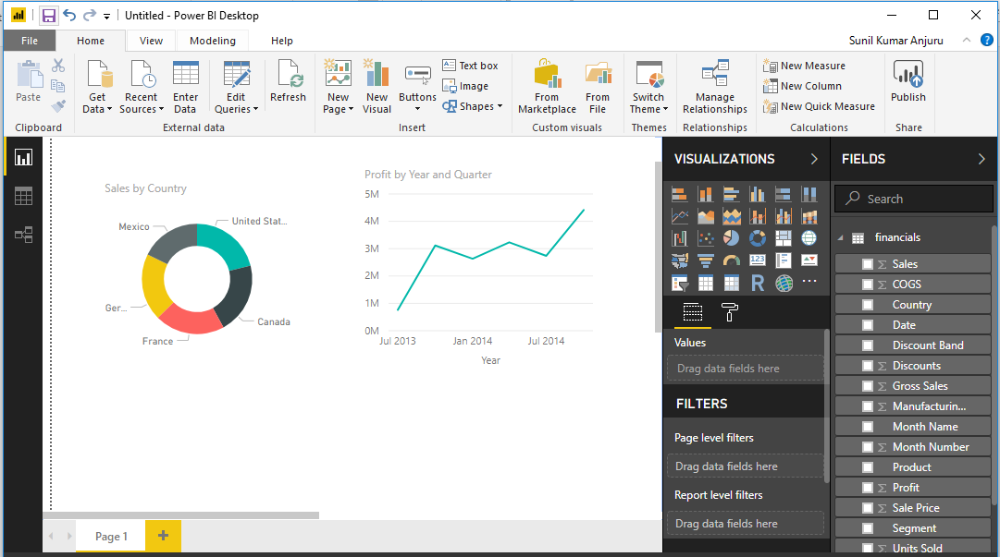 Untitled - Power BI Desktop
File Home View Modeling Help Sunil Kumar Anjuru ?
Paste
Get Data
Recent Sources
Enter Data
Edit Queries
Refresh
New Page
New Visual
Buttons
Text box
Image
Shapes
From Marketplace
From File
Switch Theme
Manage Relationships
New Measure
New Column
New Quick Measure
Publish
Clipboard External data Insert Custom visuals Themes Relationships Calculations Share
Sales by Country
Mexico
United Stat...
Ger...
Canada
France
Profit by Year and Quarter
5M
4M
3M
2M
1M
0M
Jul 2013 Jan 2014 Jul 2014
Year
VISUALIZATIONS
123
R
...
Values
Drag data fields here
FILTERS
Page level filters
Drag data fields here
Report level filters
Drag data fields here
FIELDS
Search
financials
Σ Sales
Σ COGS
Country
Date
Discount Band
Σ Discounts
Σ Gross Sales
Σ Manufacturin...
Month Name
Σ Month Number
Product
Σ Profit
Σ Sale Price
Segment
Σ Units Sold
Page 1 +